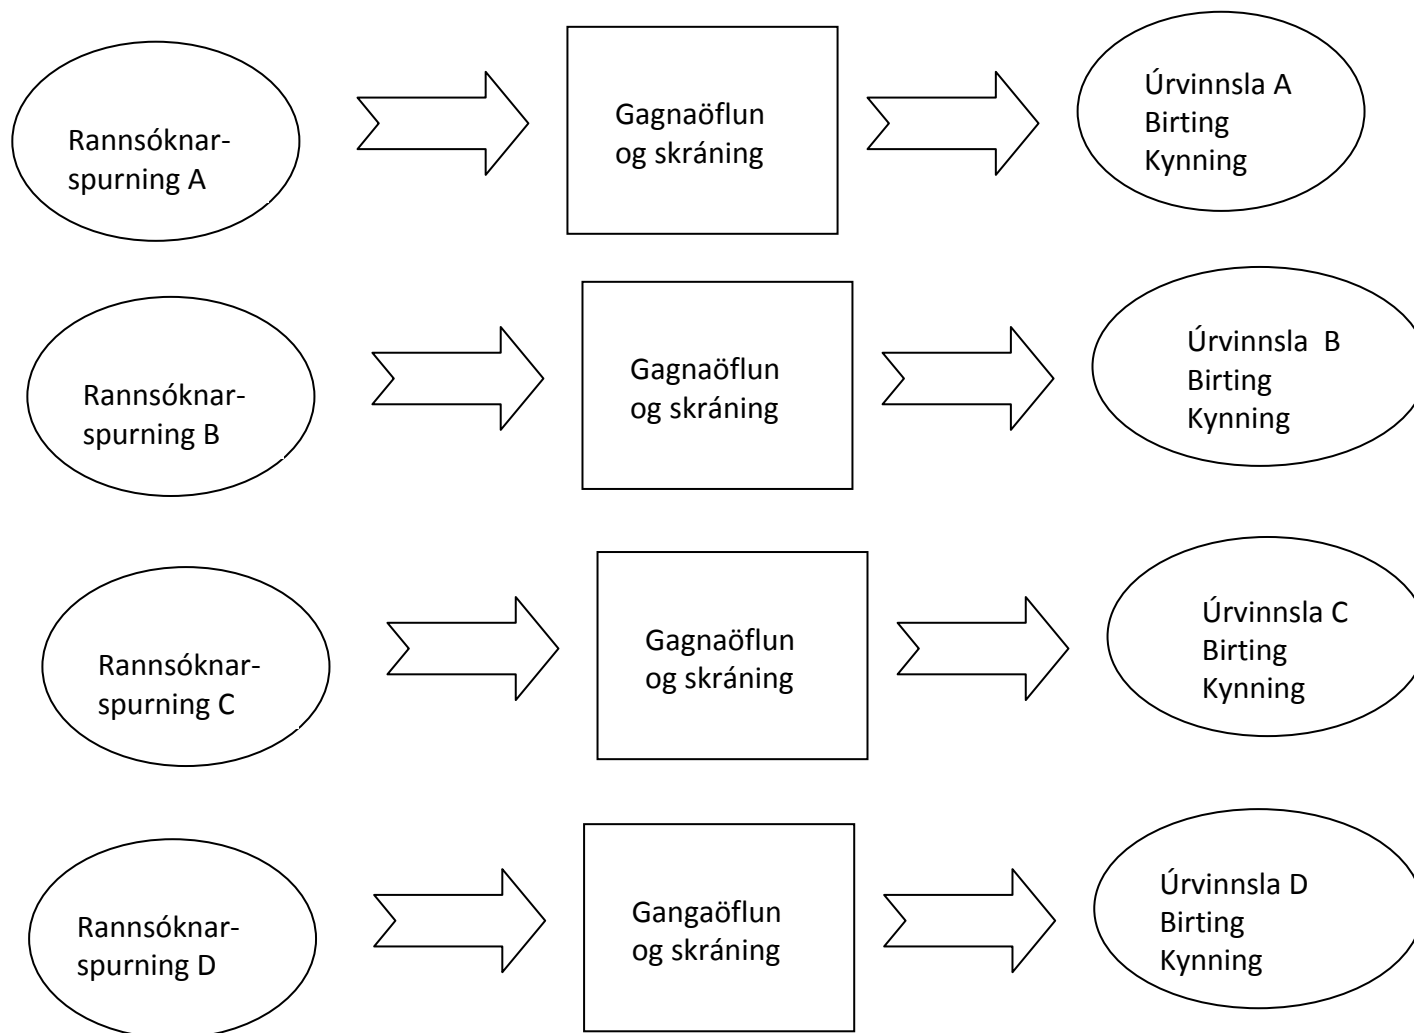 Rannsóknar-
spurning A
Gagnaöflun
og skráning
Úrvinnsla A
Birting
Kynning
Rannsóknar-
spurning B
Gagnaöflun
og skráning
Úrvinnsla  B
Birting
Kynning
Rannsóknar-
spurning C
Gagnaöflun
og skráning
Úrvinnsla C
Birting
Kynning
Rannsóknar-
spurning D
Gangaöflun
og skráning
Úrvinnsla D
Birting
Kynning